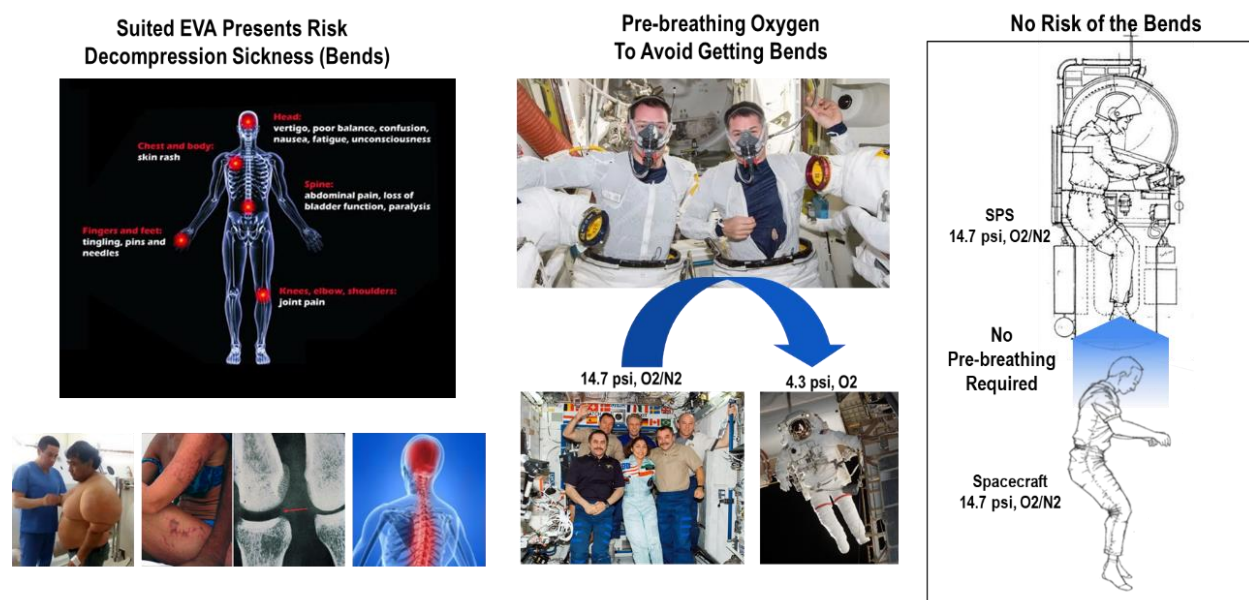 Suited EVA Presents Risk
Decompression Sickness (Bends)
Head:
vertigo, poor balance, confusion,
nausea, fatigue, unconsciousness
Chest and body:
skin rash
Spine:
abdominal pain, loss of
bladder function, paralysis
Fingers and feet:
tingling, pins and
needles
Knees, elbow, shoulders:
joint pain
Pre-breathing Oxygen
To Avoid Getting Bends
14.7 psi, O2/N2
4.3 psi, O2
No Risk of the Bends
SPS
14.7 psi, O2/N2
No
Pre-breathing
Required
Spacecraft
14.7 psi, O2/N2